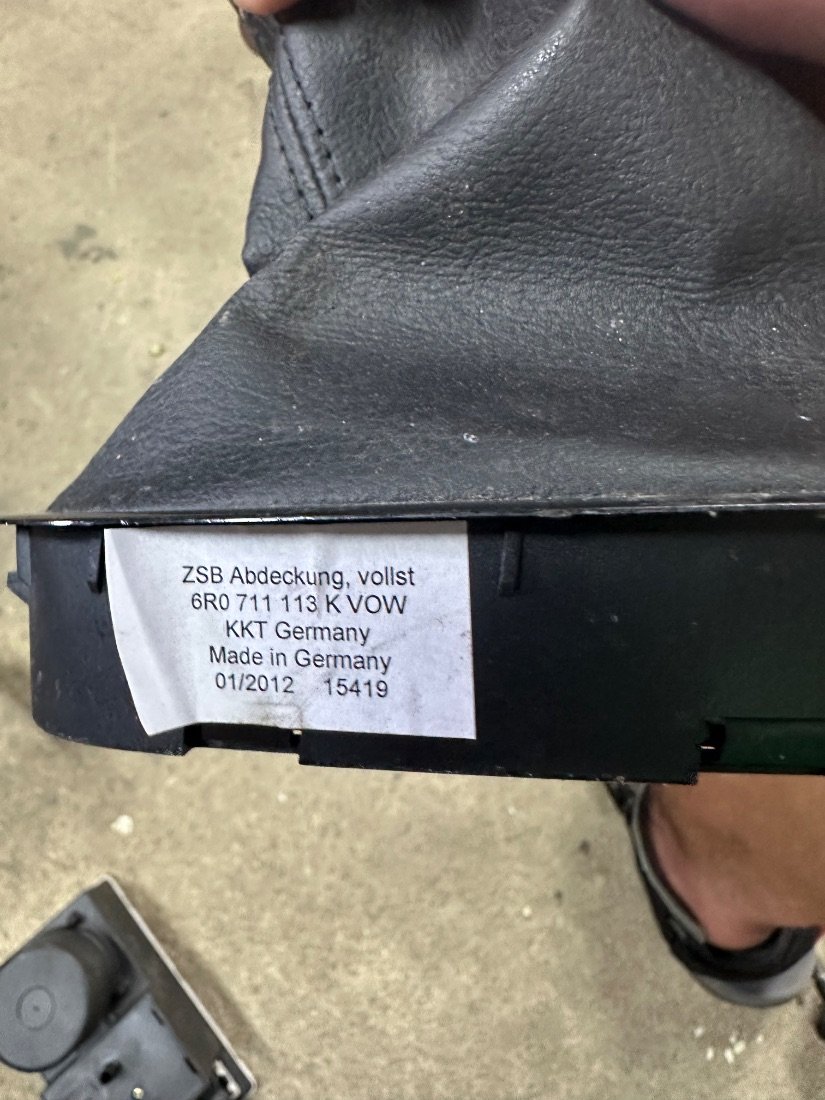 ZSB Abdeckung, vollst
6R0 711 113 K VOW
KKT Germany
Made in Germany
01/2012 15419